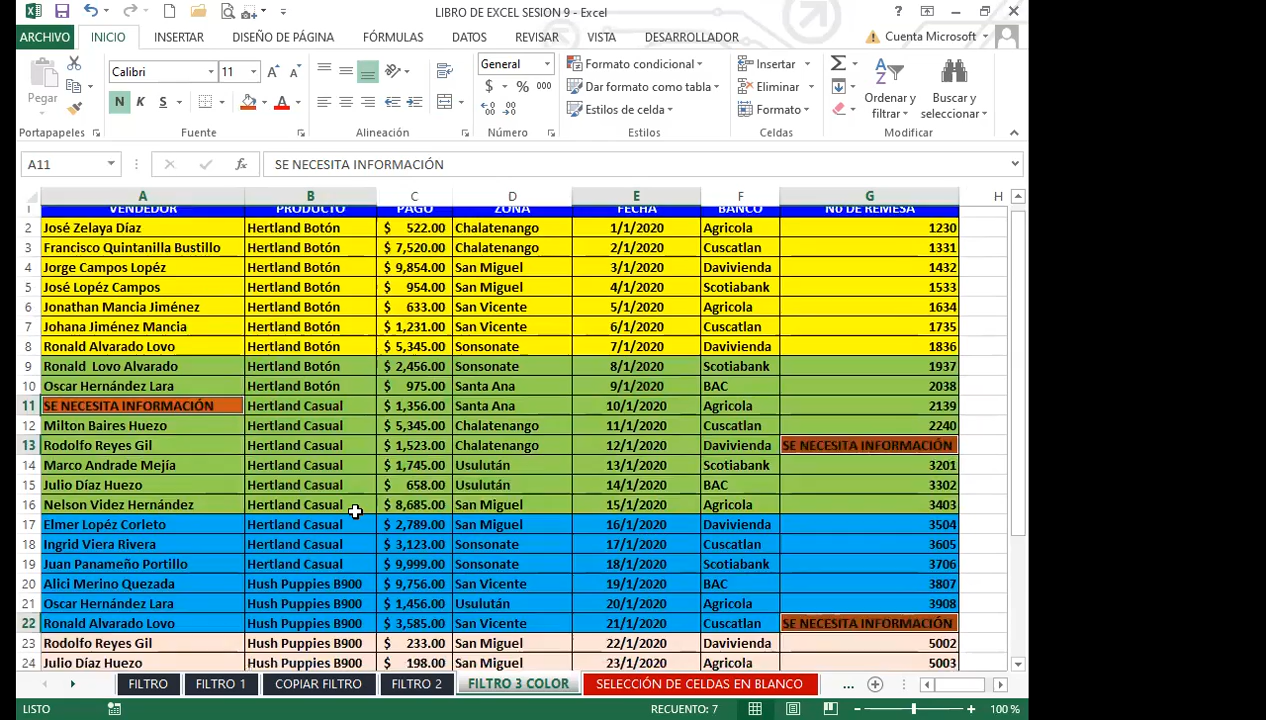 LIBRO DE EXCEL SESION 9 - Excel
ARCHIVO INICIO INSERTAR DISEÑO DE PÁGINA FÓRMULAS DATOS REVISAR VISTA DESARROLLADOR Cuenta Microsoft
Pegar
Calibri 11
N K S
General
$ % 000
Formato condicional
Dar formato como tabla
Estilos de celda
Insertar
Eliminar
Formato
Ordenar y filtrar
Buscar y seleccionar
Portapapeles Fuente Alineación Número Estilos Celdas Modificar
A11 fx SE NECESITA INFORMACIÓN
A B C D E F G H
1 VENDEDOR PRODUCTO PAGO ZONA FECHA BANCO No DE REMESA
2 José Zelaya Díaz Hertland Botón $ 522.00 Chalatenango 1/1/2020 Agricola 1230
3 Francisco Quintanilla Bustillo Hertland Botón $ 7,520.00 Chalatenango 2/1/2020 Cuscatlan 1331
4 Jorge Campos Lopéz Hertland Botón $ 9,854.00 San Miguel 3/1/2020 Davivienda 1432
5 José Lopéz Campos Hertland Botón $ 954.00 San Miguel 4/1/2020 Scotiabank 1533
6 Jonathan Mancia Jiménez Hertland Botón $ 633.00 San Vicente 5/1/2020 Agricola 1634
7 Johana Jiménez Mancia Hertland Botón $ 1,231.00 San Vicente 6/1/2020 Cuscatlan 1735
8 Ronald Alvarado Lovo Hertland Botón $ 5,345.00 Sonsonate 7/1/2020 Davivienda 1836
9 Ronald Lovo Alvarado Hertland Botón $ 2,456.00 Sonsonate 8/1/2020 Scotiabank 1937
10 Oscar Hernández Lara Hertland Botón $ 975.00 Santa Ana 9/1/2020 BAC 2038
11 SE NECESITA INFORMACIÓN Hertland Casual $ 1,356.00 Santa Ana 10/1/2020 Agricola 2139
12 Milton Baires Huezo Hertland Casual $ 5,345.00 Chalatenango 11/1/2020 Cuscatlan 2240
13 Rodolfo Reyes Gil Hertland Casual $ 1,523.00 Chalatenango 12/1/2020 Davivienda SE NECESITA INFORMACIÓN
14 Marco Andrade Mejía Hertland Casual $ 1,745.00 Usulután 13/1/2020 Scotiabank 3201
15 Julio Díaz Huezo Hertland Casual $ 658.00 Usulután 14/1/2020 BAC 3302
16 Nelson Videz Hernández Hertland Casual $ 8,685.00 San Miguel 15/1/2020 Agricola 3403
17 Elmer Lopéz Corleto Hertland Casual $ 2,789.00 San Miguel 16/1/2020 Davivienda 3504
18 Ingrid Viera Rivera Hertland Casual $ 3,123.00 Sonsonate 17/1/2020 Cuscatlan 3605
19 Juan Panameño Portillo Hertland Casual $ 9,999.00 Sonsonate 18/1/2020 Scotiabank 3706
20 Alici Merino Quezada Hush Puppies B900 $ 9,756.00 San Vicente 19/1/2020 BAC 3807
21 Oscar Hernández Lara Hush Puppies B900 $ 1,456.00 Usulután 20/1/2020 Agricola 3908
22 Ronald Alvarado Lovo Hush Puppies B900 $ 3,585.00 San Vicente 21/1/2020 Cuscatlan SE NECESITA INFORMACIÓN
23 Rodolfo Reyes Gil Hush Puppies B900 $ 233.00 San Miguel 22/1/2020 Davivienda 5002
24 Julio Díaz Huezo Hush Puppies B900 $ 198.00 San Miguel 23/1/2020 Agricola 5003
FILTRO FILTRO 1 COPIAR FILTRO FILTRO 2 FILTRO 3 COLOR SELECCIÓN DE CELDAS EN BLANCO ...
LISTO RECUENTO: 7 100 %